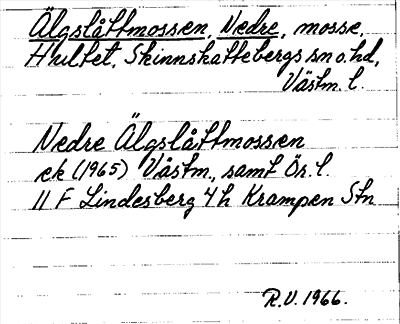 Älgslåttmossen, Nedre, mosse,
Hultet, Skinnskattebergs sn o. hd,
Västm. l.
Nedre Älgslåttmossen
ek (1965) Västm., samt Ör. l.
11 F Lindesberg 4 h Krampen Stn
R.V. 1966.